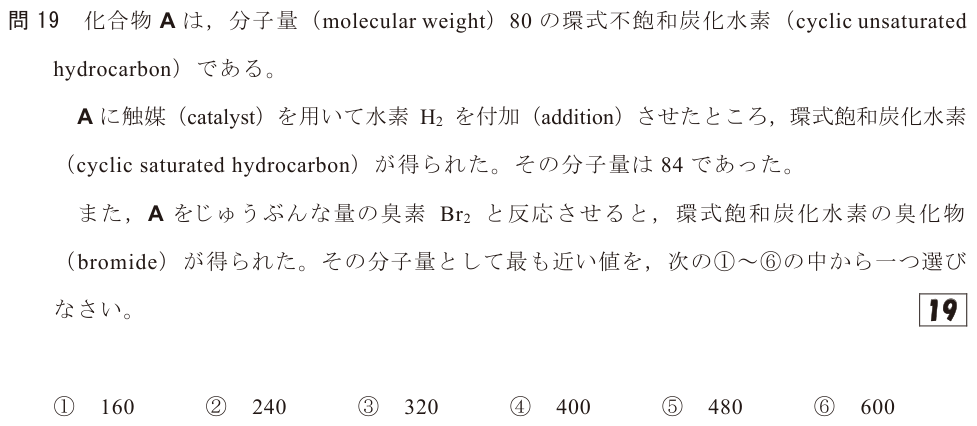 問 19 化合物 A は，分子量（molecular weight）80 の環式不飽和炭化水素（cyclic unsaturated
hydrocarbon）である。
A に触媒（catalyst）を用いて水素 H₂ を付加（addition）させたところ，環式飽和炭化水素
（cyclic saturated hydrocarbon）が得られた。その分子量は 84 であった。
また，A をじゅうぶんな量の臭素 Br₂ と反応させると，環式飽和炭化水素の臭化物
（bromide）が得られた。その分子量として最も近い値を，次の①～⑥の中から一つ選び
なさい。 19
① 160 ② 240 ③ 320 ④ 400 ⑤ 480 ⑥ 600